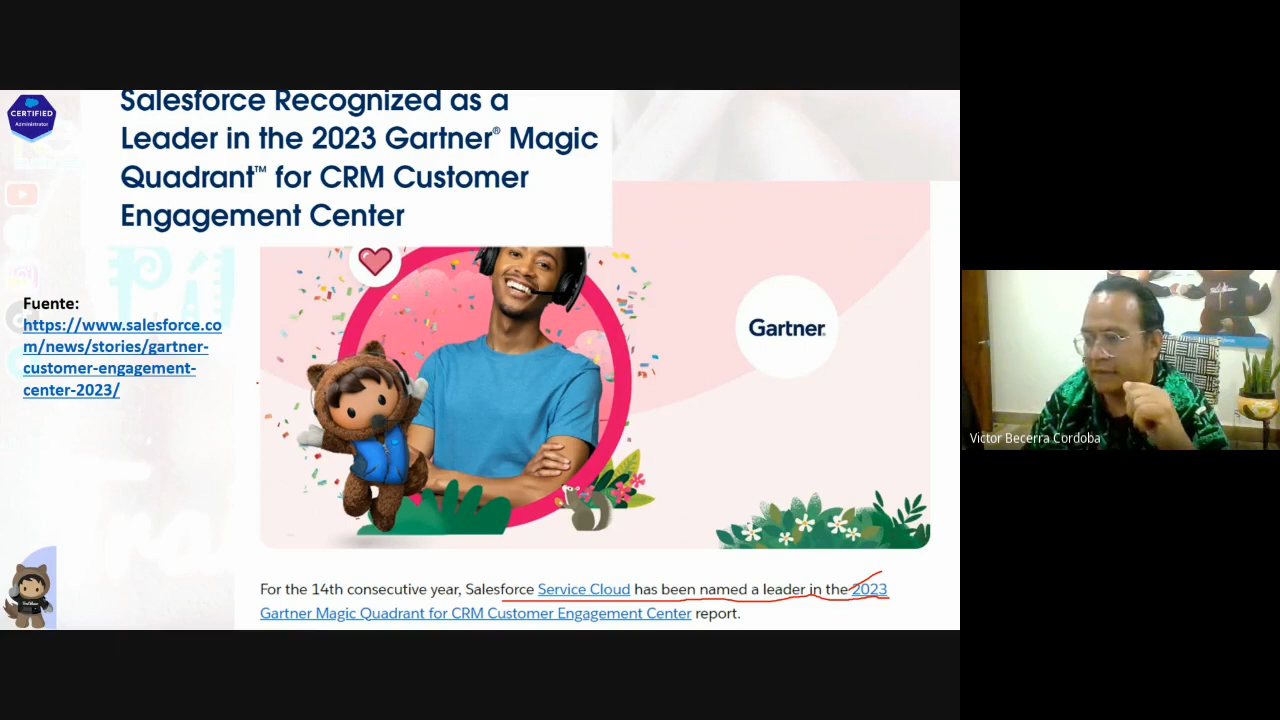 CERTIFIED
Administrator
Salesforce Recognized as a
Leader in the 2023 Gartner® Magic
Quadrant™ for CRM Customer
Engagement Center
Fuente:
https://www.salesforce.co
m/news/stories/gartner-
customer-engagement-
center-2023/
Gartner
For the 14th consecutive year, Salesforce Service Cloud has been named a leader in the 2023
Gartner Magic Quadrant for CRM Customer Engagement Center report.
Victor Becerra Cordoba